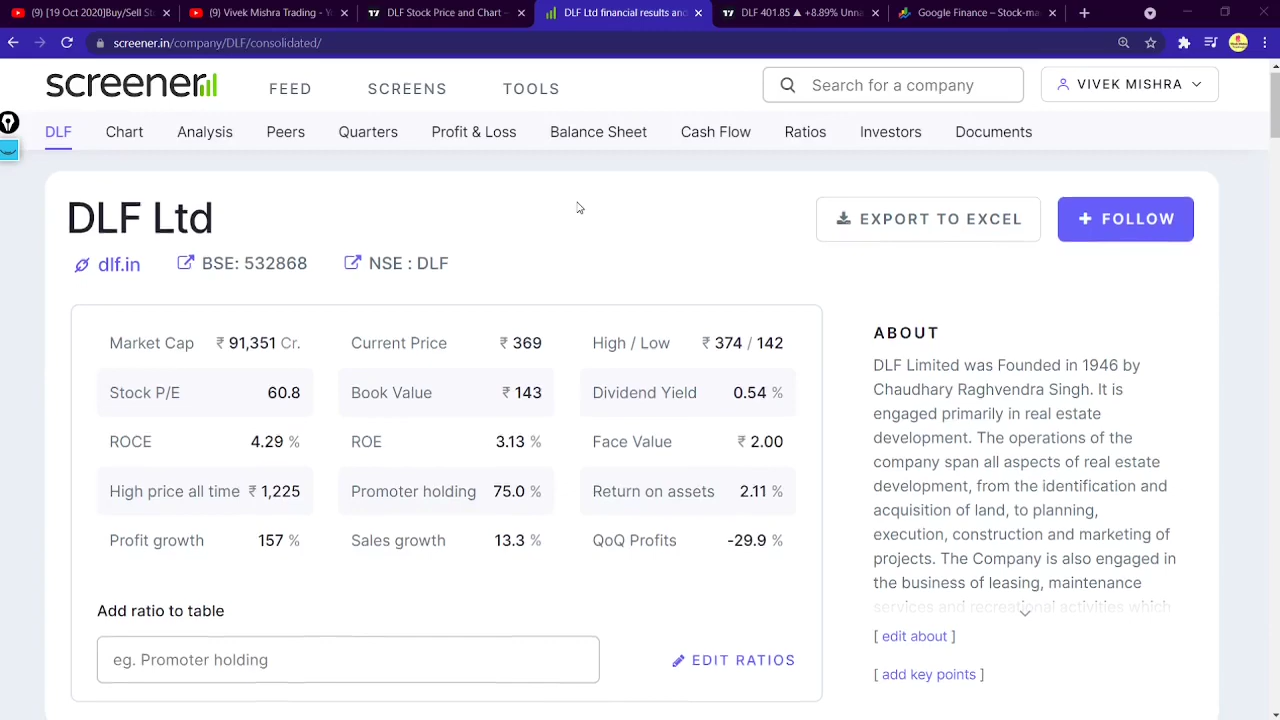 (9) [19 Oct 2020]Buy/Sell St
(9) Vivek Mishra Trading - Y
DLF Stock Price and Chart —
DLF Ltd financial results and
DLF 401.85 ▲ +8.89% Unna
Google Finance – Stock-ma
screener.in/company/DLF/consolidated/
screener
FEED
SCREENS
TOOLS
Search for a company
VIVEK MISHRA
DLF
Chart
Analysis
Peers
Quarters
Profit & Loss
Balance Sheet
Cash Flow
Ratios
Investors
Documents
DLF Ltd
EXPORT TO EXCEL
FOLLOW
dlf.in
BSE: 532868
NSE : DLF
Market Cap ₹ 91,351 Cr.
Current Price ₹ 369
High / Low ₹ 374 / 142
Stock P/E 60.8
Book Value ₹ 143
Dividend Yield 0.54 %
ROCE 4.29 %
ROE 3.13 %
Face Value ₹ 2.00
High price all time ₹ 1,225
Promoter holding 75.0 %
Return on assets 2.11 %
Profit growth 157 %
Sales growth 13.3 %
QoQ Profits -29.9 %
Add ratio to table
eg. Promoter holding
EDIT RATIOS
ABOUT
DLF Limited was Founded in 1946 by
Chaudhary Raghvendra Singh. It is
engaged primarily in real estate
development. The operations of the
company span all aspects of real estate
development, from the identification and
acquisition of land, to planning,
execution, construction and marketing of
projects. The Company is also engaged in
the business of leasing, maintenance
services and recreational activities which
[ edit about ]
[ add key points ]